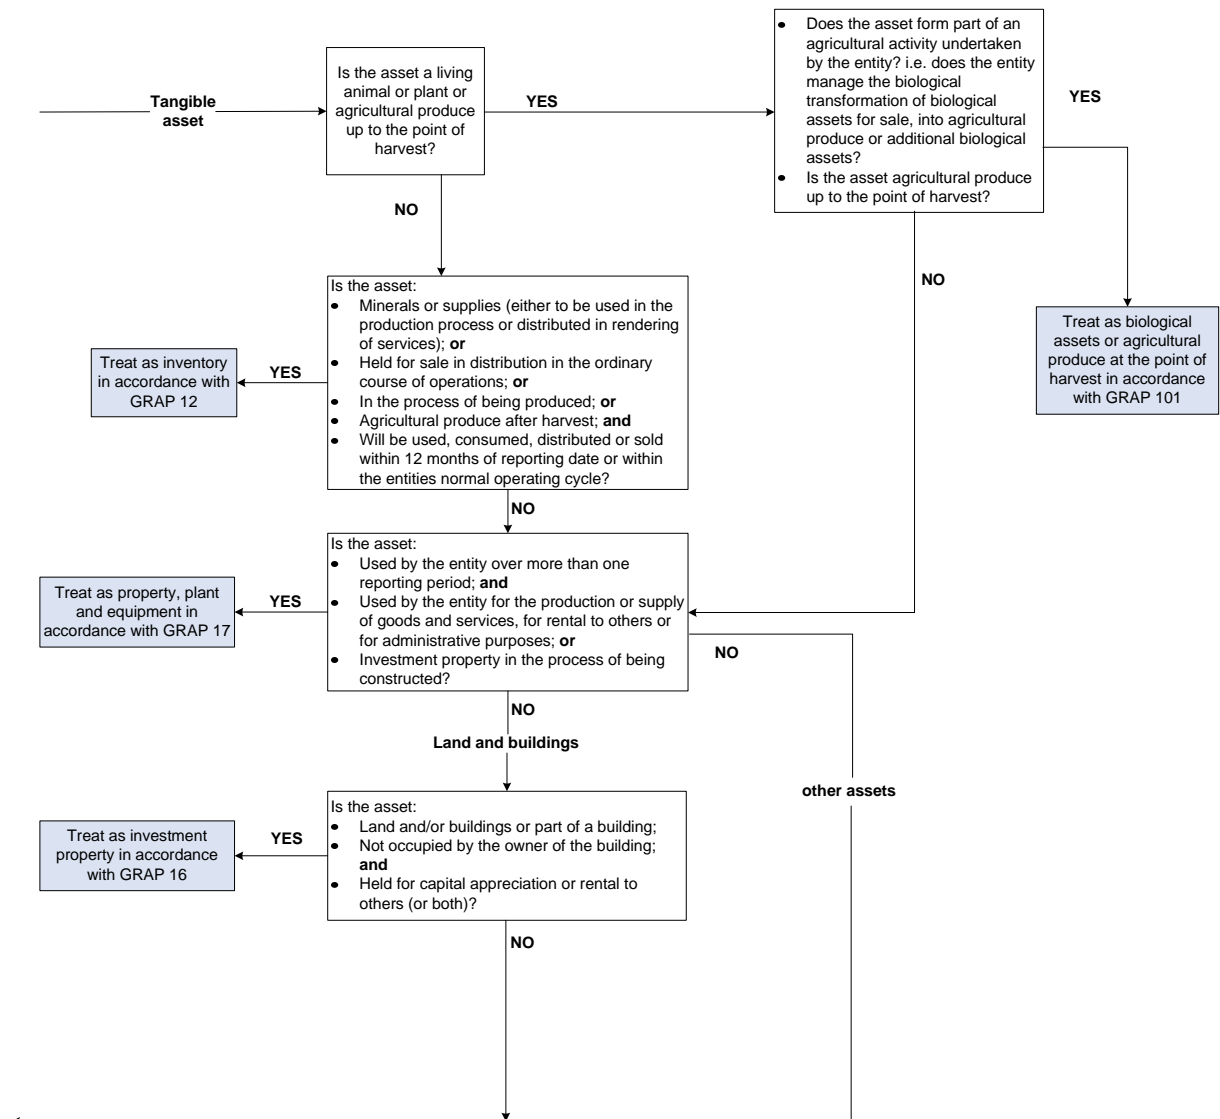 Is the asset a living
animal or plant or
agricultural produce
up to the point of
harvest?
Tangible
asset
YES
● Does the asset form part of an
agricultural activity undertaken
by the entity? i.e. does the entity
manage the biological
transformation of biological
assets for sale, into agricultural
produce or additional biological
assets?
● Is the asset agricultural produce
up to the point of harvest?
YES
NO
NO
Treat as biological
assets or agricultural
produce at the point of
harvest in accordance
with GRAP 101
Is the asset:
● Minerals or supplies (either to be used in the
production process or distributed in rendering
of services); or
● Held for sale in distribution in the ordinary
course of operations; or
● In the process of being produced; or
● Agricultural produce after harvest; and
● Will be used, consumed, distributed or sold
within 12 months of reporting date or within
the entities normal operating cycle?
YES
Treat as inventory
in accordance with
GRAP 12
NO
Is the asset:
● Used by the entity over more than one
reporting period; and
● Used by the entity for the production or supply
of goods and services, for rental to others or
for administrative purposes; or
● Investment property in the process of being
constructed?
YES
Treat as property, plant
and equipment in
accordance with GRAP 17
NO
other assets
NO
Land and buildings
Is the asset:
● Land and/or buildings or part of a building;
● Not occupied by the owner of the building;
and
● Held for capital appreciation or rental to
others (or both)?
YES
Treat as investment
property in accordance
with GRAP 16
NO